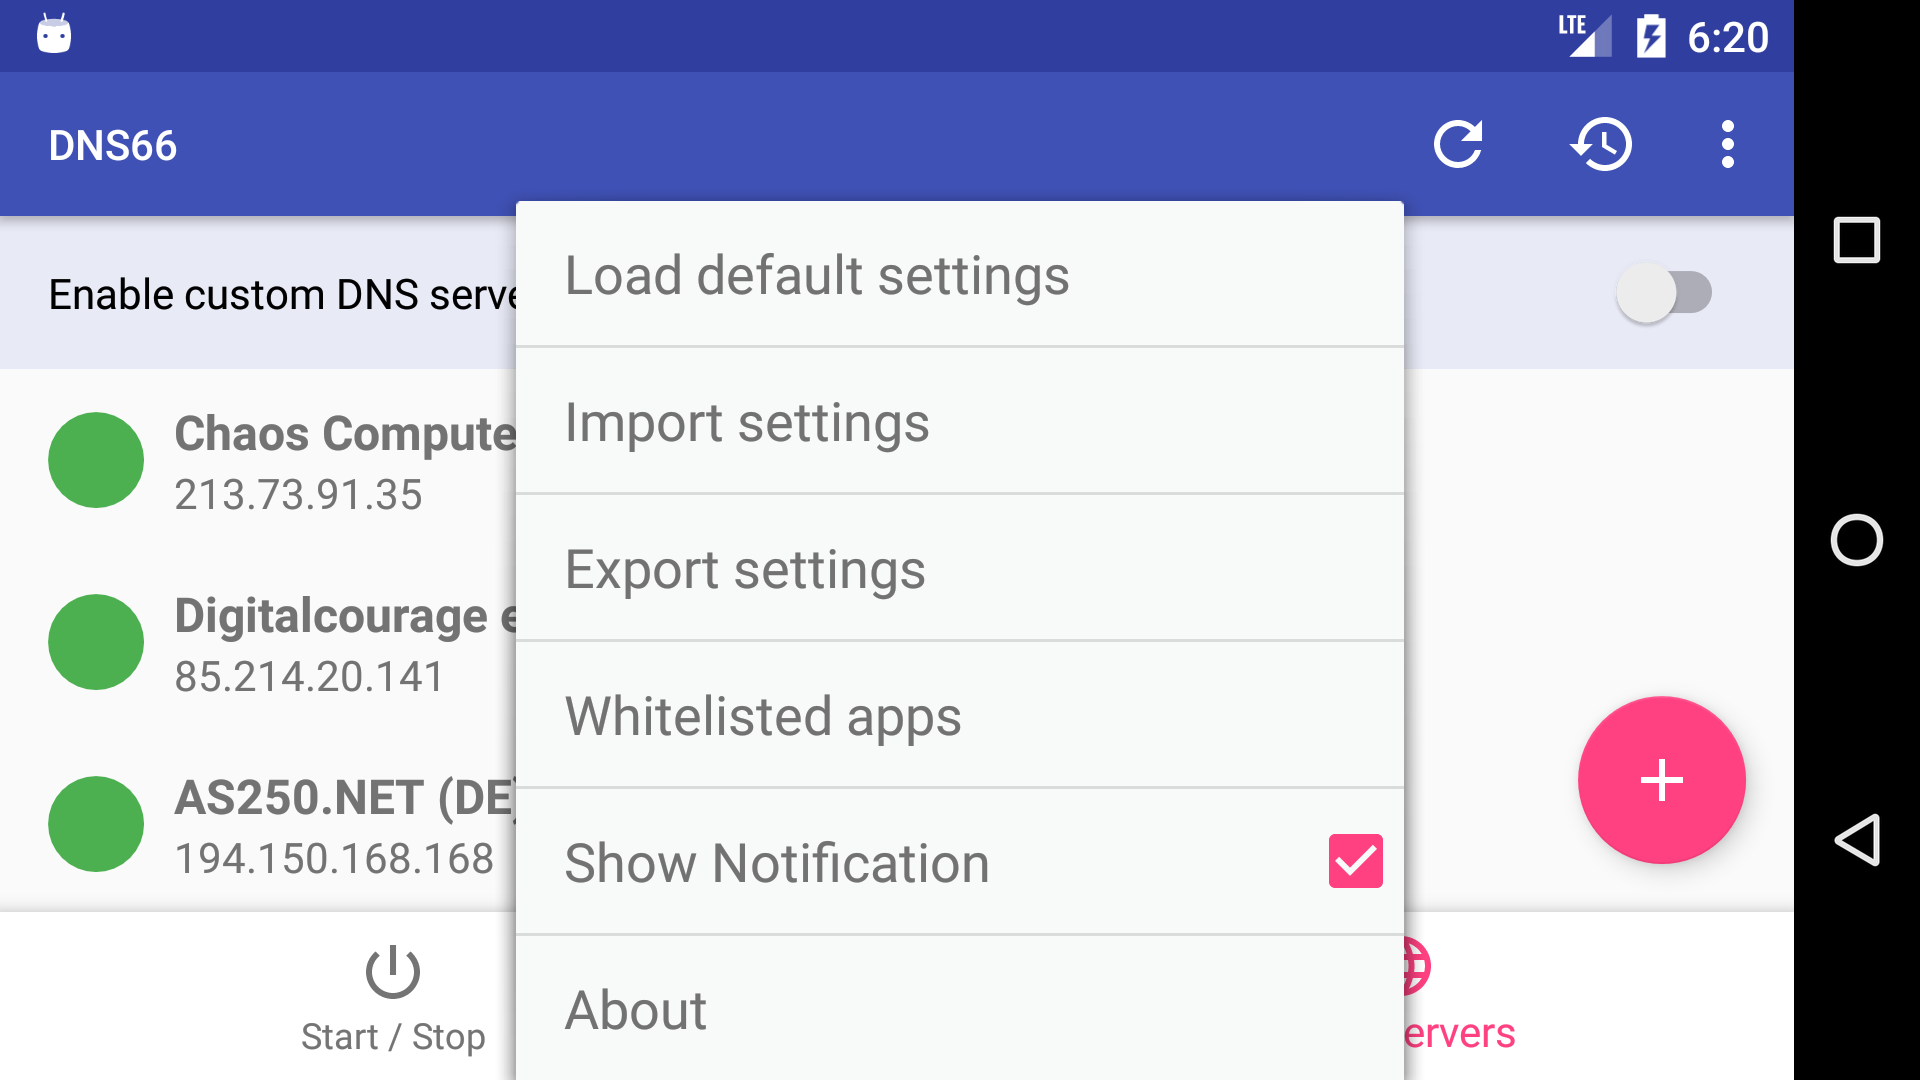 LTE 6:20
DNS66
Enable custom DNS serve
Load default settings
Import settings
Export settings
Whitelisted apps
Show Notification
About
Chaos Compute
213.73.91.35
Digitalcourage e
85.214.20.141
AS250.NET (DE)
194.150.168.168
Start / Stop
ervers